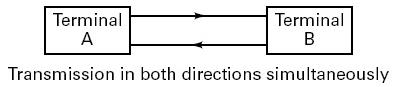 Terminal
A
Terminal
B
Transmission in both directions simultaneously